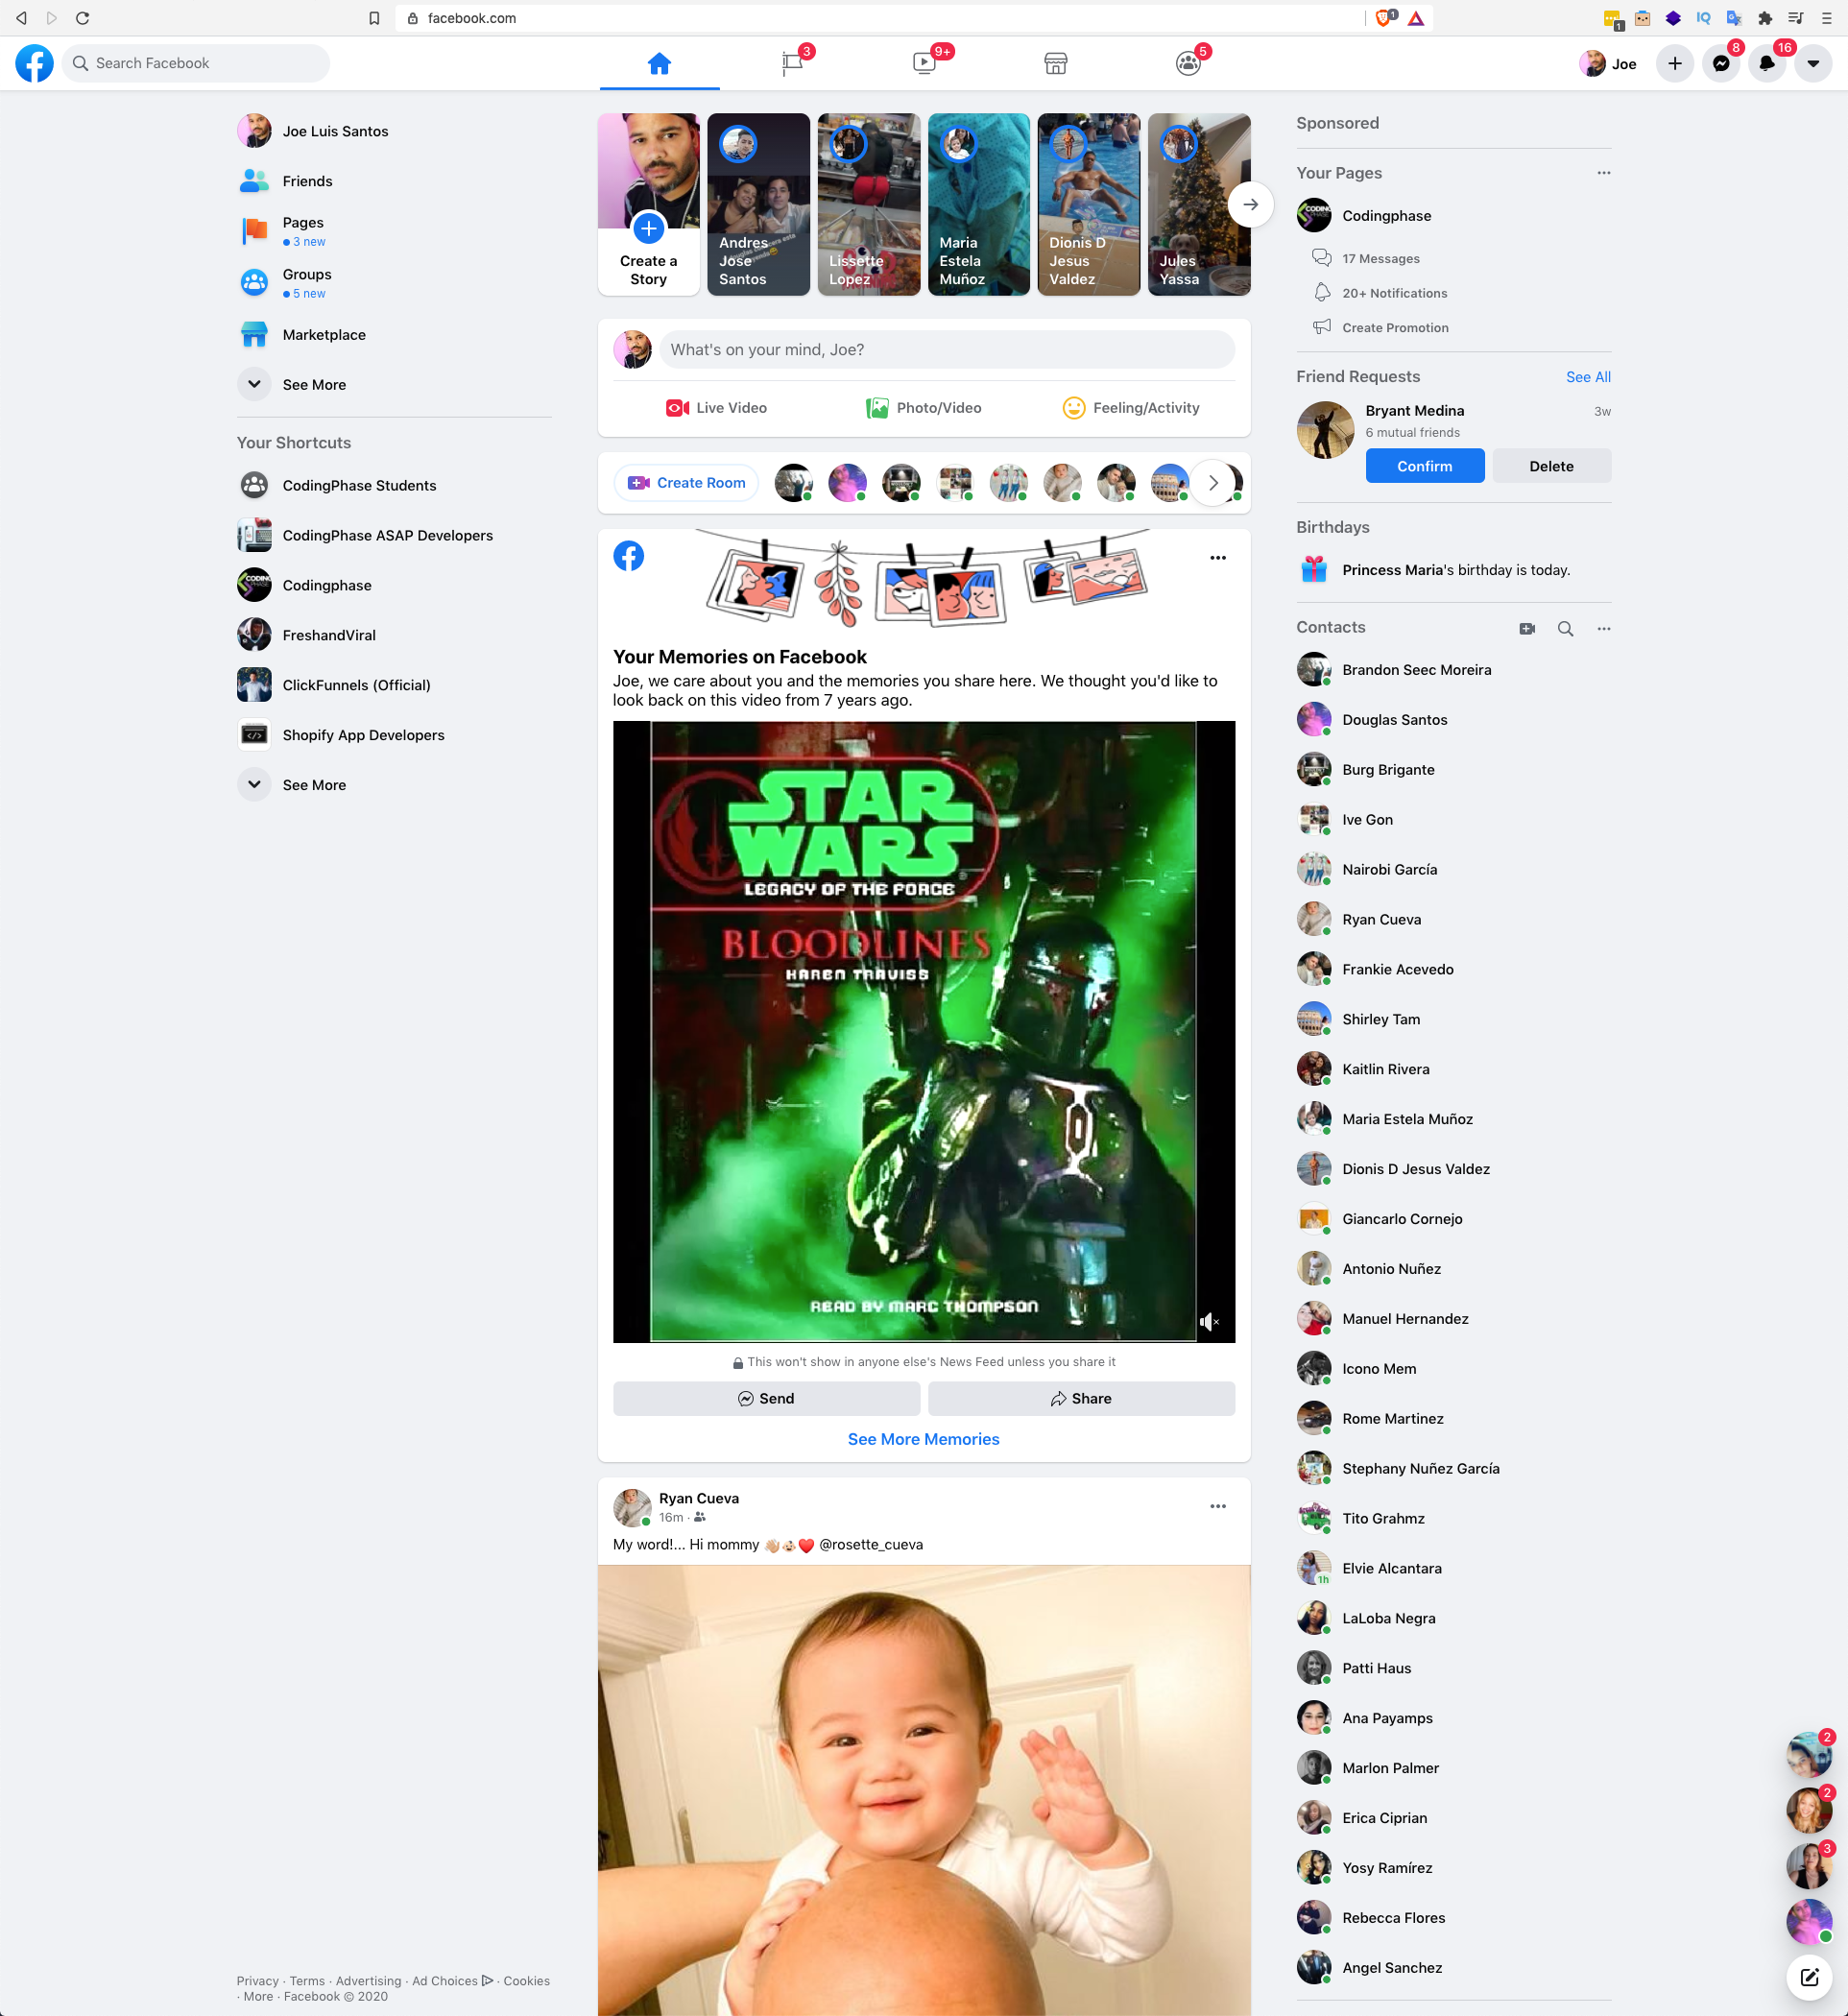 facebook.com
1
1
IQ
Search Facebook
3
9+
5
Joe
8
16
Joe Luis Santos
Friends
Pages
3 new
Groups
5 new
Marketplace
See More
Your Shortcuts
CodingPhase Students
CodingPhase ASAP Developers
Codingphase
FreshandViral
ClickFunnels (Official)
Shopify App Developers
See More
Privacy · Terms · Advertising · Ad Choices · Cookies
· More · Facebook © 2020
Create a
Story
Andres
Jose
Santos
Lissette
Lopez
Maria
Estela
Muñoz
Dionis D
Jesus
Valdez
Jules
Yassa
What's on your mind, Joe?
Live Video
Photo/Video
Feeling/Activity
Create Room
Your Memories on Facebook
Joe, we care about you and the memories you share here. We thought you'd like to
look back on this video from 7 years ago.
STAR
WARS
LEGACY OF THE FORCE
BLOODLINES
KAREN TRAVISS
READ BY MARC THOMPSON
This won't show in anyone else's News Feed unless you share it
Send
Share
See More Memories
Ryan Cueva
16m ·
My word!... Hi mommy 👋🏼👶🏻❤️ @rosette_cueva
Sponsored
Your Pages
Codingphase
17 Messages
20+ Notifications
Create Promotion
Friend Requests
See All
Bryant Medina
3w
6 mutual friends
Confirm
Delete
Birthdays
Princess Maria's birthday is today.
Contacts
Brandon Seec Moreira
Douglas Santos
Burg Brigante
Ive Gon
Nairobi García
Ryan Cueva
Frankie Acevedo
Shirley Tam
Kaitlin Rivera
Maria Estela Muñoz
Dionis D Jesus Valdez
Giancarlo Cornejo
Antonio Nuñez
Manuel Hernandez
Icono Mem
Rome Martinez
Stephany Nuñez García
Tito Grahmz
Elvie Alcantara
1h
LaLoba Negra
Patti Haus
Ana Payamps
Marlon Palmer
Erica Ciprian
Yosy Ramírez
Rebecca Flores
Angel Sanchez
2
2
3